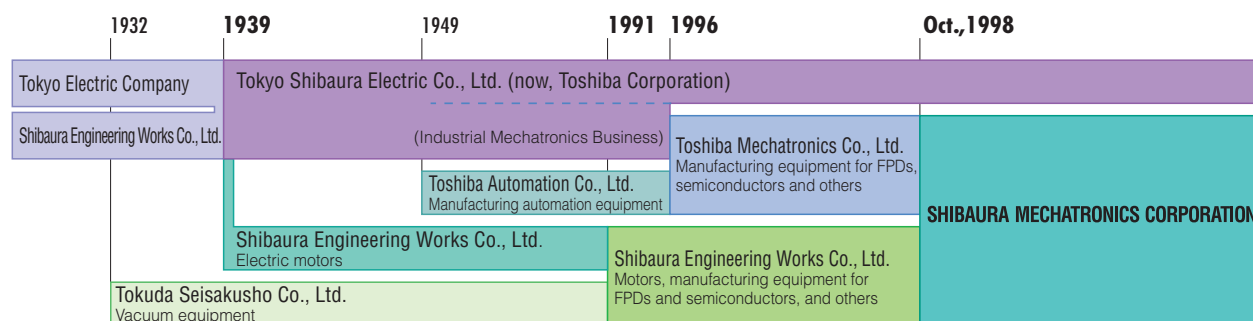 1932
1939
1949
1991
1996
Oct.,1998
Tokyo Electric Company
Tokyo Shibaura Electric Co., Ltd. (now, Toshiba Corporation)
Shibaura Engineering Works Co., Ltd.
(Industrial Mechatronics Business)
Toshiba Mechatronics Co., Ltd.
Manufacturing equipment for FPDs,
semiconductors and others
Toshiba Automation Co., Ltd.
Manufacturing automation equipment
SHIBAURA MECHATRONICS CORPORATION
Shibaura Engineering Works Co., Ltd.
Electric motors
Shibaura Engineering Works Co., Ltd.
Motors, manufacturing equipment for
FPDs and semiconductors, and others
Tokuda Seisakusho Co., Ltd.
Vacuum equipment